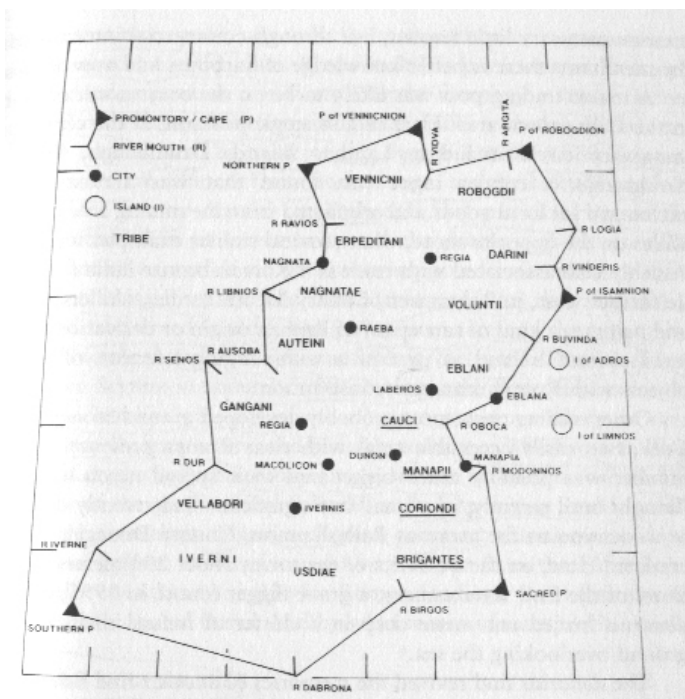 PROMONTORY / CAPE (P)
RIVER MOUTH (R)
CITY
ISLAND (I)
TRIBE
P of VENNICNION
VIDVA
R ARGITA
P of ROBOGDION
NORTHERN P
VENNICNII
ROBOGDII
R RAVIOS
ERPEDITANI
R LOGIA
NAGNATA
REGIA
DARINI
R VINDERIS
R LIBNIOS
NAGNATAE
P of ISAMNION
VOLUNTII
RAEBA
R AUSOBA
AUTEINI
R BUVINDA
R SENOS
I of ADROS
EBLANI
LABEROS
EBLANA
GANGANI
CAUCI
R OBOCA
I of LIMNOS
REGIA
R DUR
MACOLICON
DUNON
MANAPIA
MANAPII
R MODONNOS
VELLABORI
IVERNIS
CORIONDI
R IVERNE
IVERNI
USDIAE
BRIGANTES
SACRED P
R BIRGOS
SOUTHERN P
R DABRONA